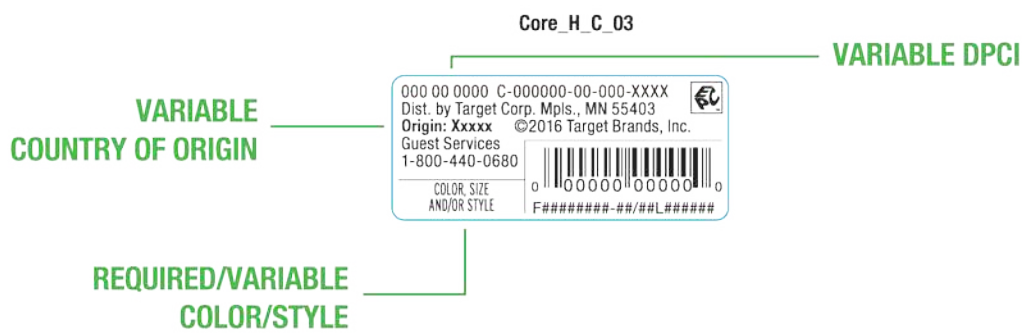 Core_H_C_03
VARIABLE DPCI
000 00 0000 C-000000-00-000-XXXX
EPC
Dist. by Target Corp. Mpls., MN 55403
Origin: Xxxxx ©2016 Target Brands, Inc.
Guest Services
1-800-440-0680
VARIABLE
COUNTRY OF ORIGIN
COLOR, SIZE
AND/OR STYLE
0 00000 00000 0
F########-##/##L######
REQUIRED/VARIABLE
COLOR/STYLE